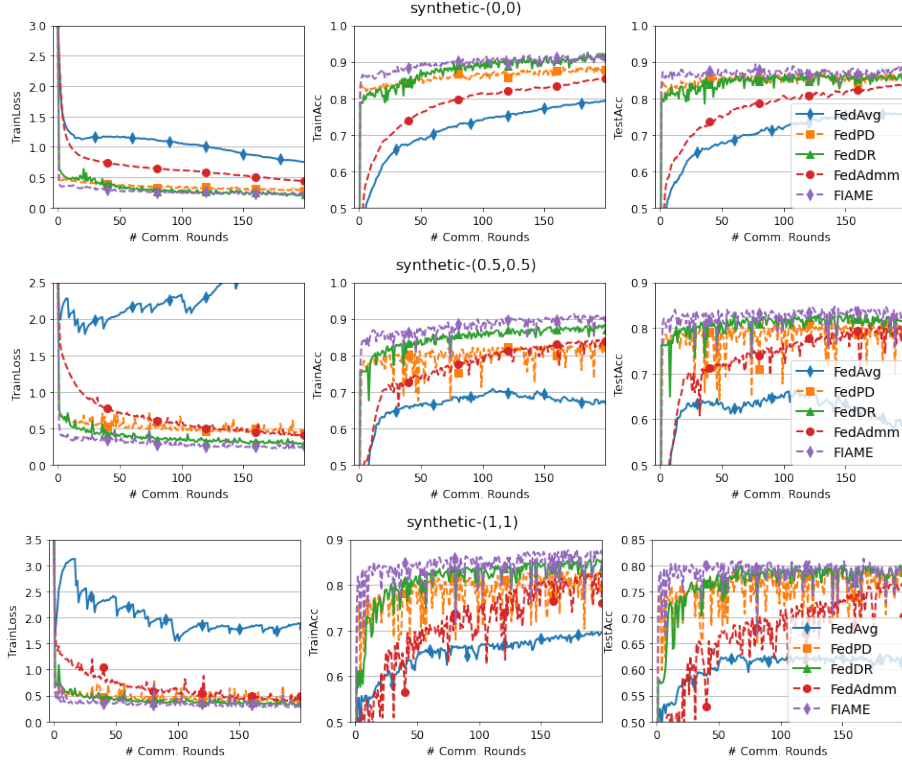 synthetic-(0,0)
TrainLoss
3.0
2.5
2.0
1.5
1.0
0.5
0.0
0
50
100
150
# Comm. Rounds
TrainAcc
1.0
0.9
0.8
0.7
0.6
0.5
0
50
100
150
# Comm. Rounds
TestAcc
1.0
0.9
0.8
0.7
0.6
0.5
0
50
100
150
# Comm. Rounds
FedAvg
FedPD
FedDR
FedAdmm
FIAME
synthetic-(0.5,0.5)
TrainLoss
2.5
2.0
1.5
1.0
0.5
0.0
0
50
100
150
# Comm. Rounds
TrainAcc
1.0
0.9
0.8
0.7
0.6
0.5
0
50
100
150
# Comm. Rounds
TestAcc
0.9
0.8
0.7
0.6
0.5
0
50
100
150
# Comm. Rounds
FedAvg
FedPD
FedDR
FedAdmm
FIAME
synthetic-(1,1)
TrainLoss
3.5
3.0
2.5
2.0
1.5
1.0
0.5
0.0
0
50
100
150
# Comm. Rounds
TrainAcc
0.9
0.8
0.7
0.6
0.5
0
50
100
150
# Comm. Rounds
TestAcc
0.85
0.80
0.75
0.70
0.65
0.60
0.55
0.50
0
50
100
150
# Comm. Rounds
FedAvg
FedPD
FedDR
FedAdmm
FIAME